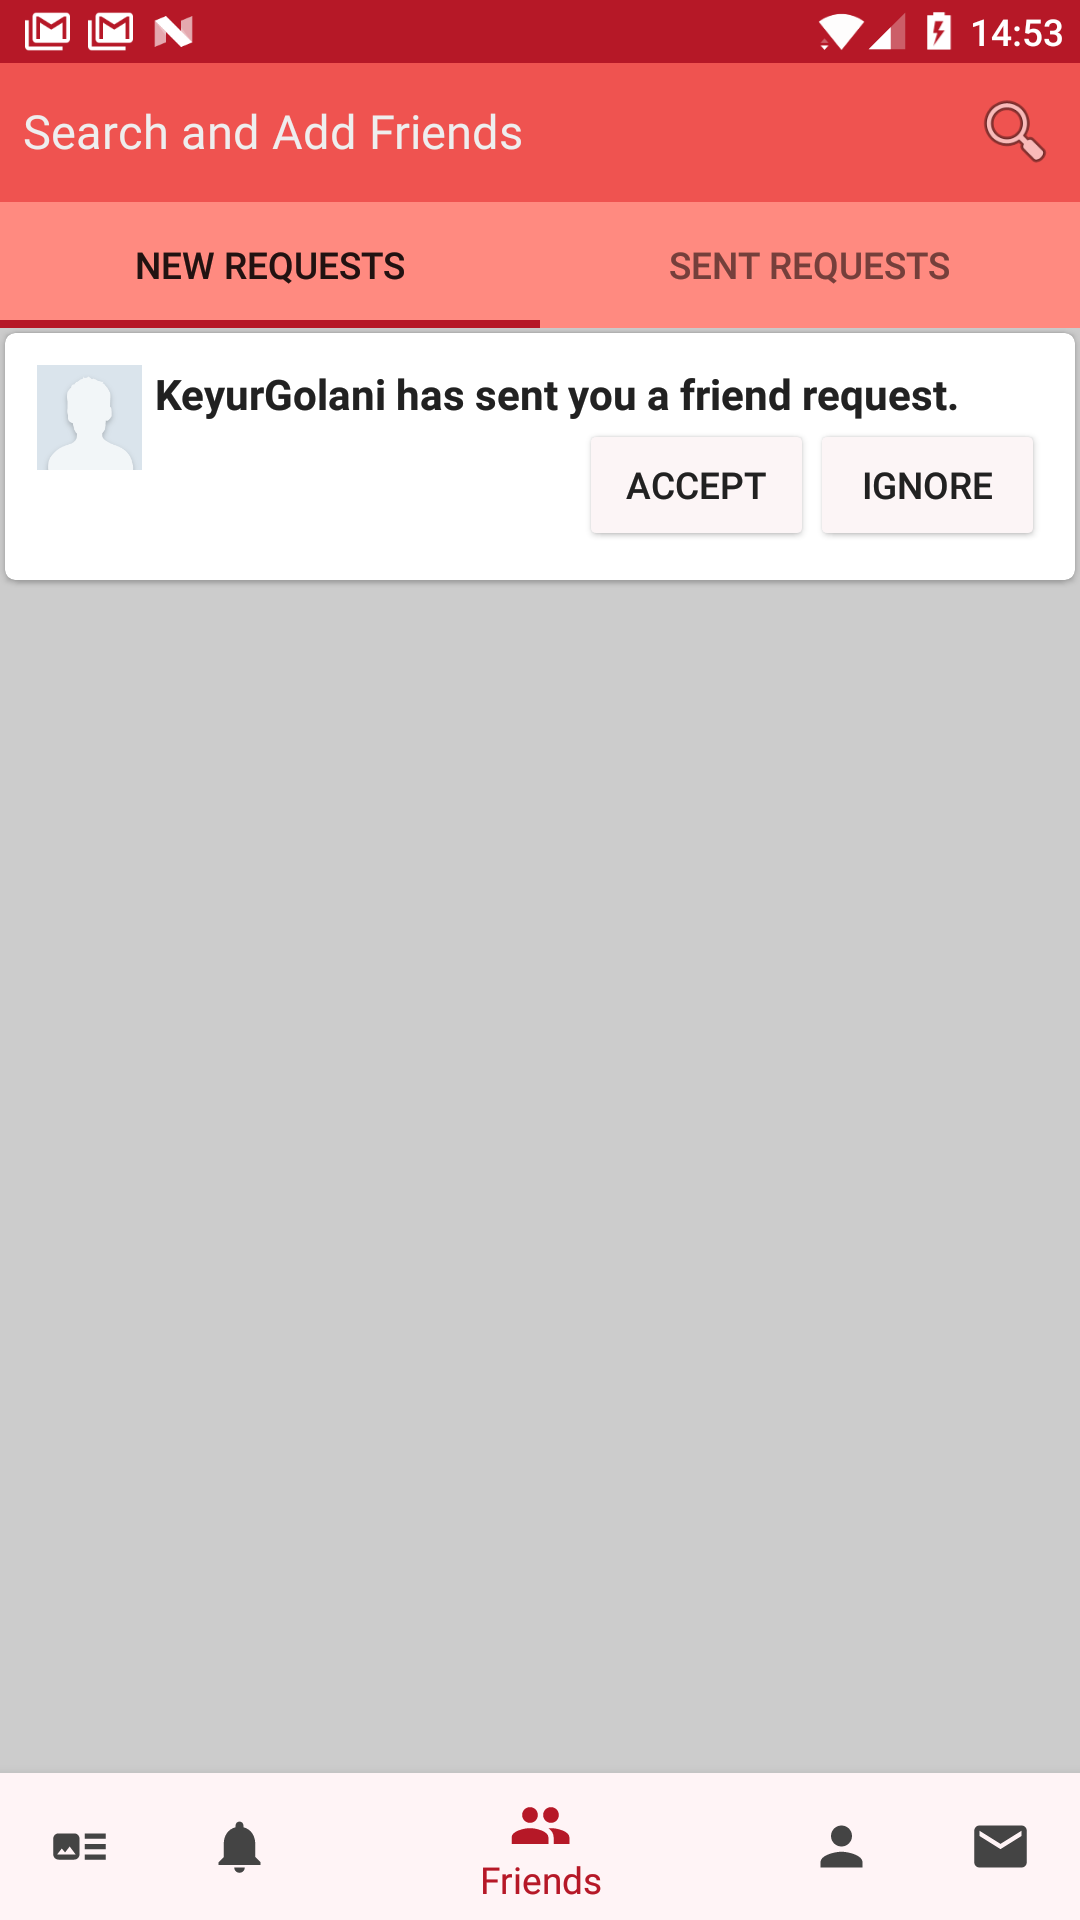 14:53
Search and Add Friends
NEW REQUESTS
SENT REQUESTS
KeyurGolani has sent you a friend request.
ACCEPT
IGNORE
Friends